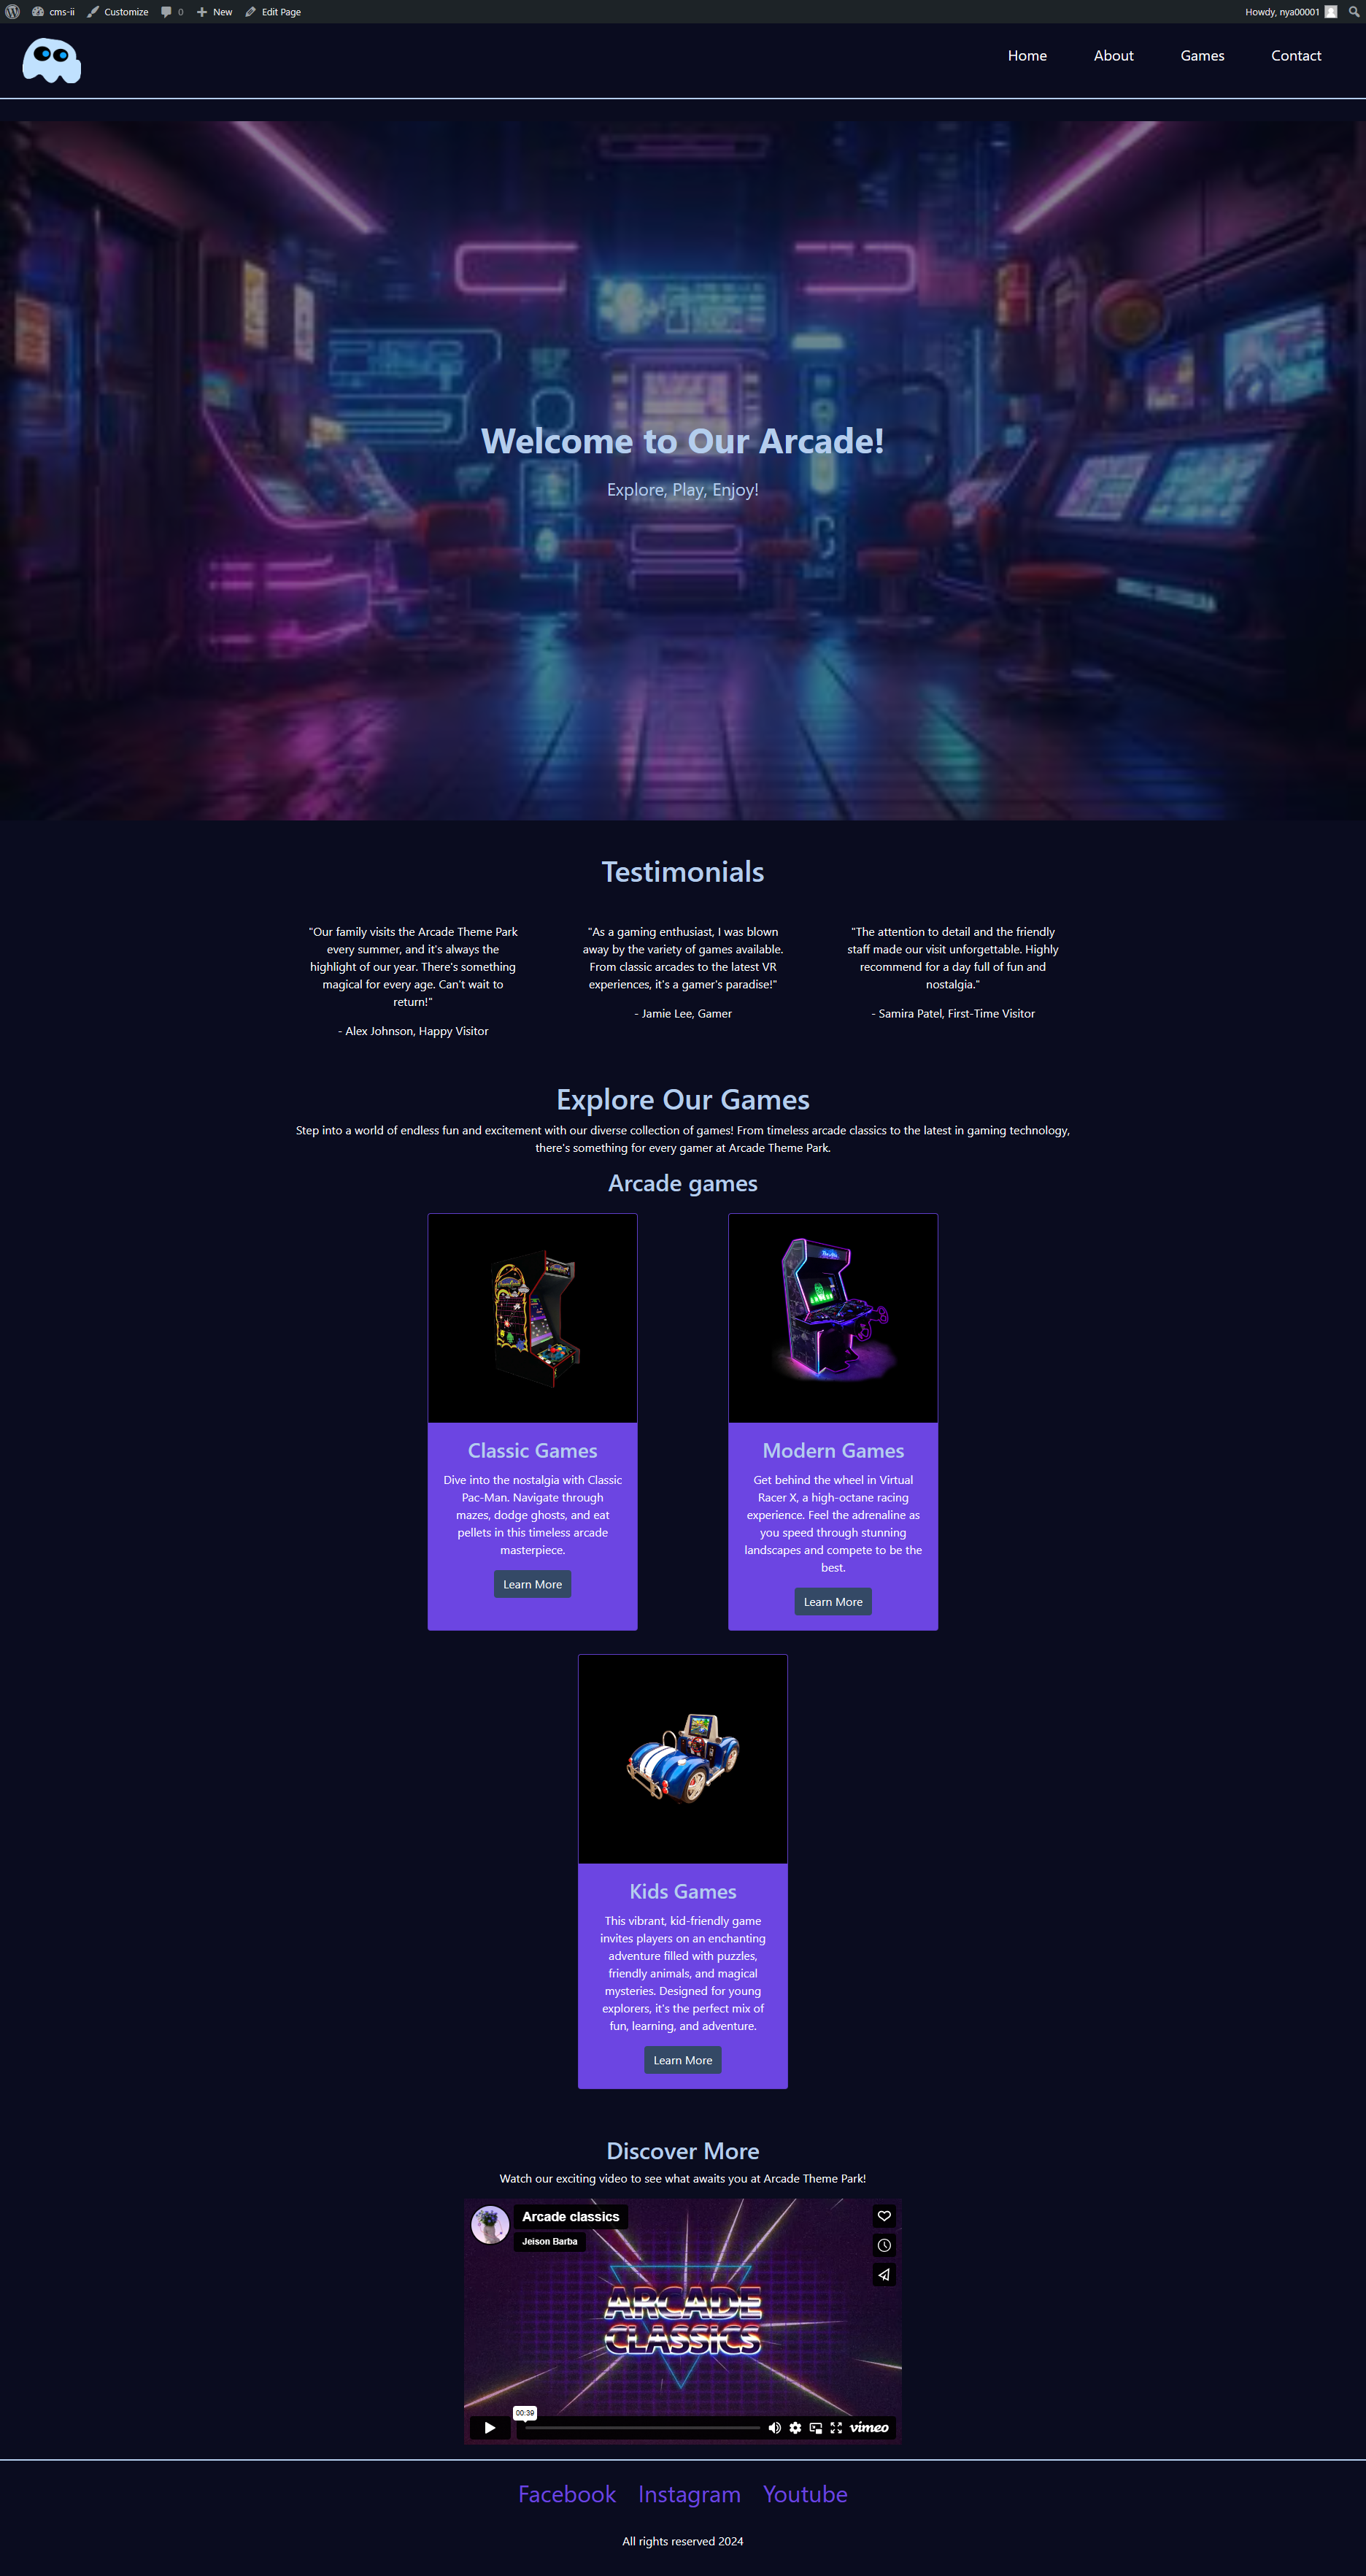 cms-ii Customize 0 New Edit Page Howdy, nya00001
Home About Games Contact
Welcome to Our Arcade!
Explore, Play, Enjoy!
Testimonials
"Our family visits the Arcade Theme Park
every summer, and it's always the
highlight of our year. There's something
magical for every age. Can't wait to
return!"
- Alex Johnson, Happy Visitor
"As a gaming enthusiast, I was blown
away by the variety of games available.
From classic arcades to the latest VR
experiences, it's a gamer's paradise!"
- Jamie Lee, Gamer
"The attention to detail and the friendly
staff made our visit unforgettable. Highly
recommend for a day full of fun and
nostalgia."
- Samira Patel, First-Time Visitor
Explore Our Games
Step into a world of endless fun and excitement with our diverse collection of games! From timeless arcade classics to the latest in gaming technology,
there's something for every gamer at Arcade Theme Park.
Arcade games
Classic Games
Dive into the nostalgia with Classic
Pac-Man. Navigate through
mazes, dodge ghosts, and eat
pellets in this timeless arcade
masterpiece.
Learn More
Modern Games
Get behind the wheel in Virtual
Racer X, a high-octane racing
experience. Feel the adrenaline as
you speed through stunning
landscapes and compete to be the
best.
Learn More
Kids Games
This vibrant, kid-friendly game
invites players on an enchanting
adventure filled with puzzles,
friendly animals, and magical
mysteries. Designed for young
explorers, it's the perfect mix of
fun, learning, and adventure.
Learn More
Discover More
Watch our exciting video to see what awaits you at Arcade Theme Park!
Arcade classics
Jeison Barba
ARCADE
CLASSICS
00:39
vimeo
Facebook Instagram Youtube
All rights reserved 2024